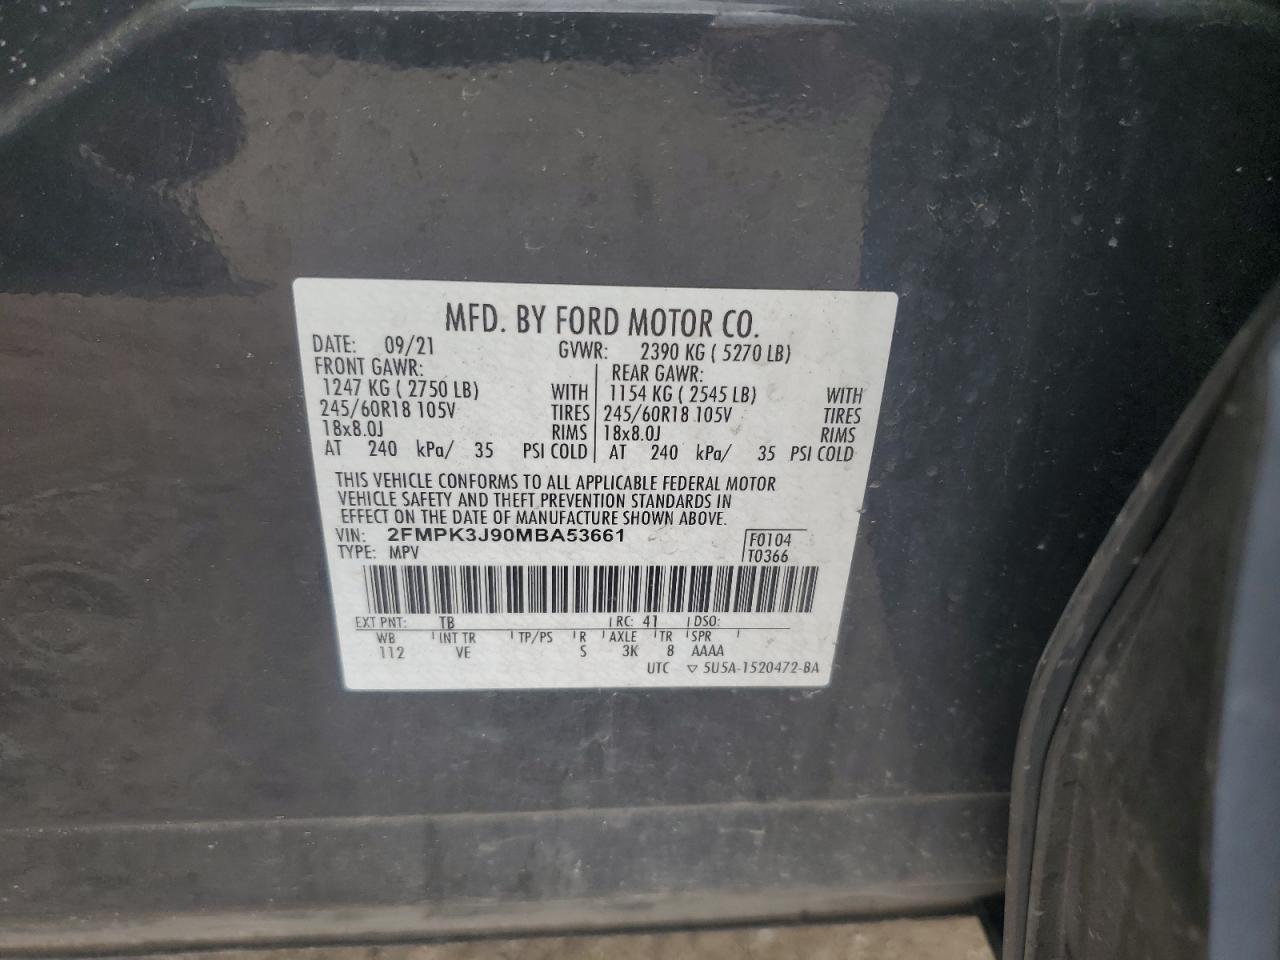 MFD. BY FORD MOTOR CO.
DATE: 09/21 GVWR: 2390 KG ( 5270 LB)
FRONT GAWR: REAR GAWR:
1247 KG ( 2750 LB) WITH 1154 KG ( 2545 LB) WITH
245/60R18 105V TIRES 245/60R18 105V TIRES
18x8.0J RIMS 18x8.0J RIMS
AT 240 kPa/ 35 PSI COLD AT 240 kPa/ 35 PSI COLD
THIS VEHICLE CONFORMS TO ALL APPLICABLE FEDERAL MOTOR
VEHICLE SAFETY AND THEFT PREVENTION STANDARDS IN
EFFECT ON THE DATE OF MANUFACTURE SHOWN ABOVE.
VIN: 2FMPK3J90MBA53661 F0104
TYPE: MPV T0366
EXT PNT: TB RC: 41 DSO:
WB INT TR TP/PS R AXLE TR SPR
112 VE S 3K 8 AAAA
UTC ▽ 5U5A-1520472-BA